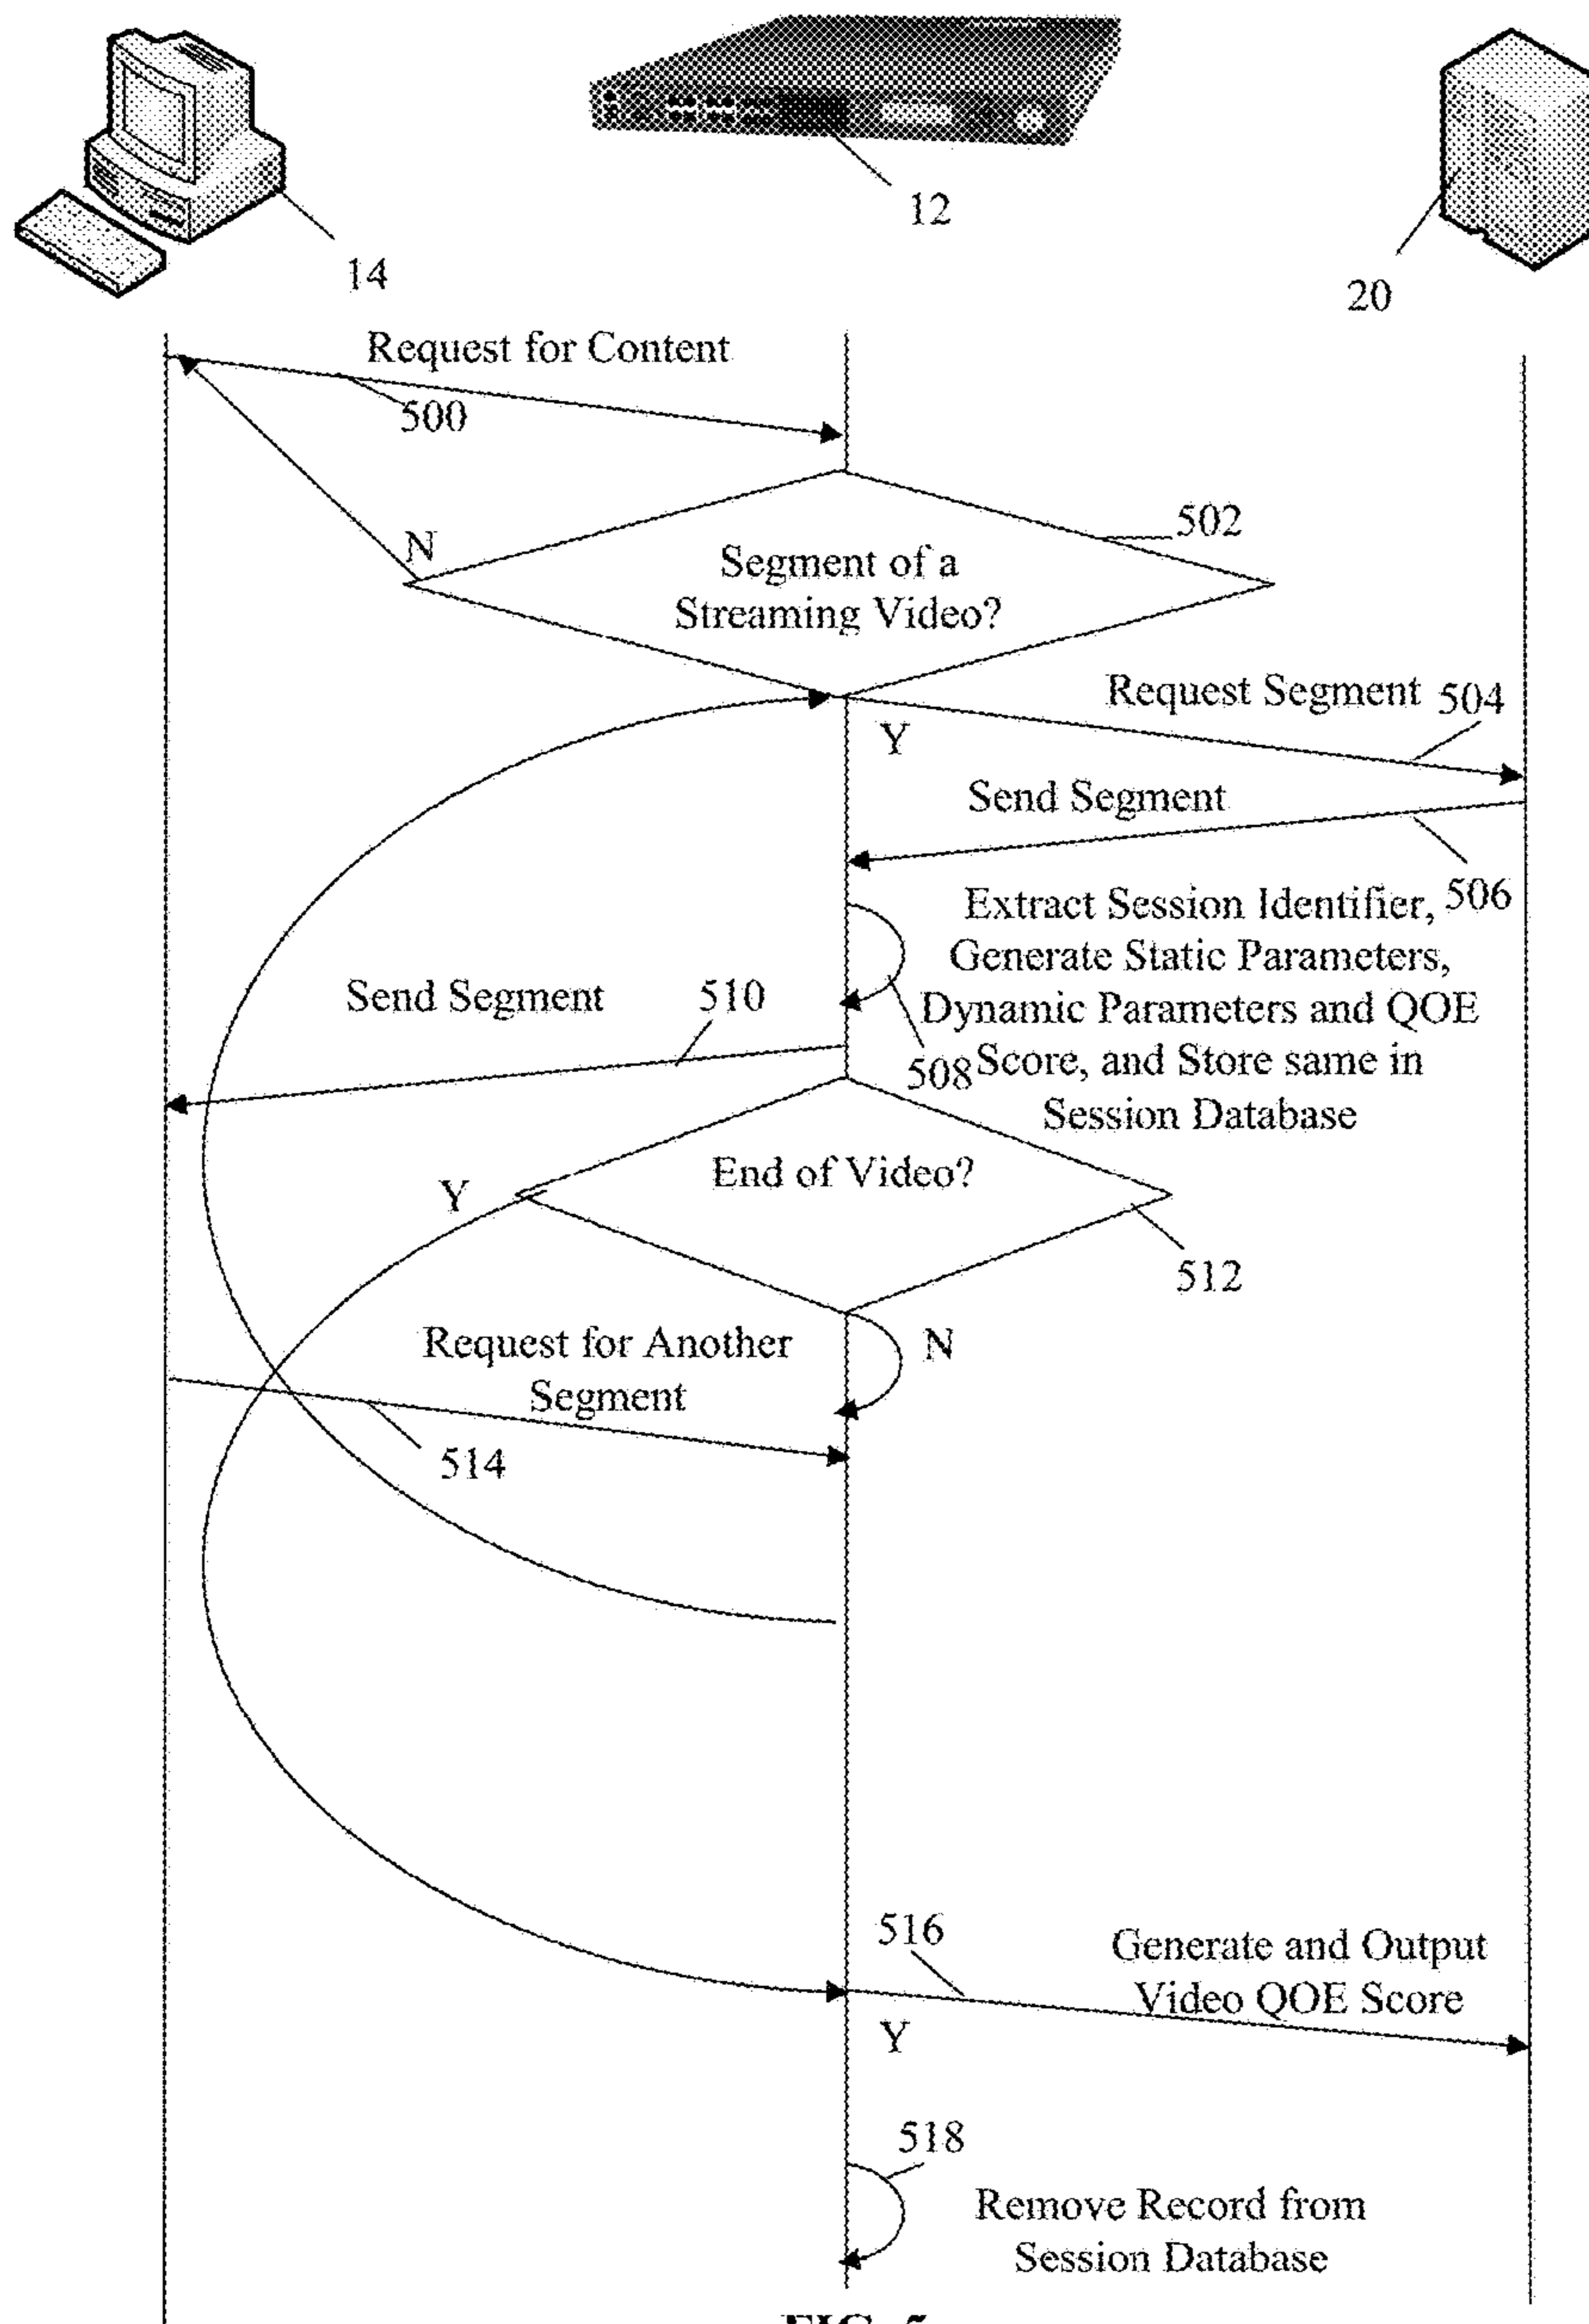 12
14
20
Request for Content
500
502
N
Segment of a
Streaming Video?
Request Segment 504
Y
Send Segment
506
Extract Session Identifier,
Generate Static Parameters,
Dynamic Parameters and QOE
Score, and Store same in
Session Database
508
Send Segment 510
End of Video?
Y
512
N
Request for Another
Segment
514
516
Generate and Output
Video QOE Score
Y
518
Remove Record from
Session Database
FIG. 5